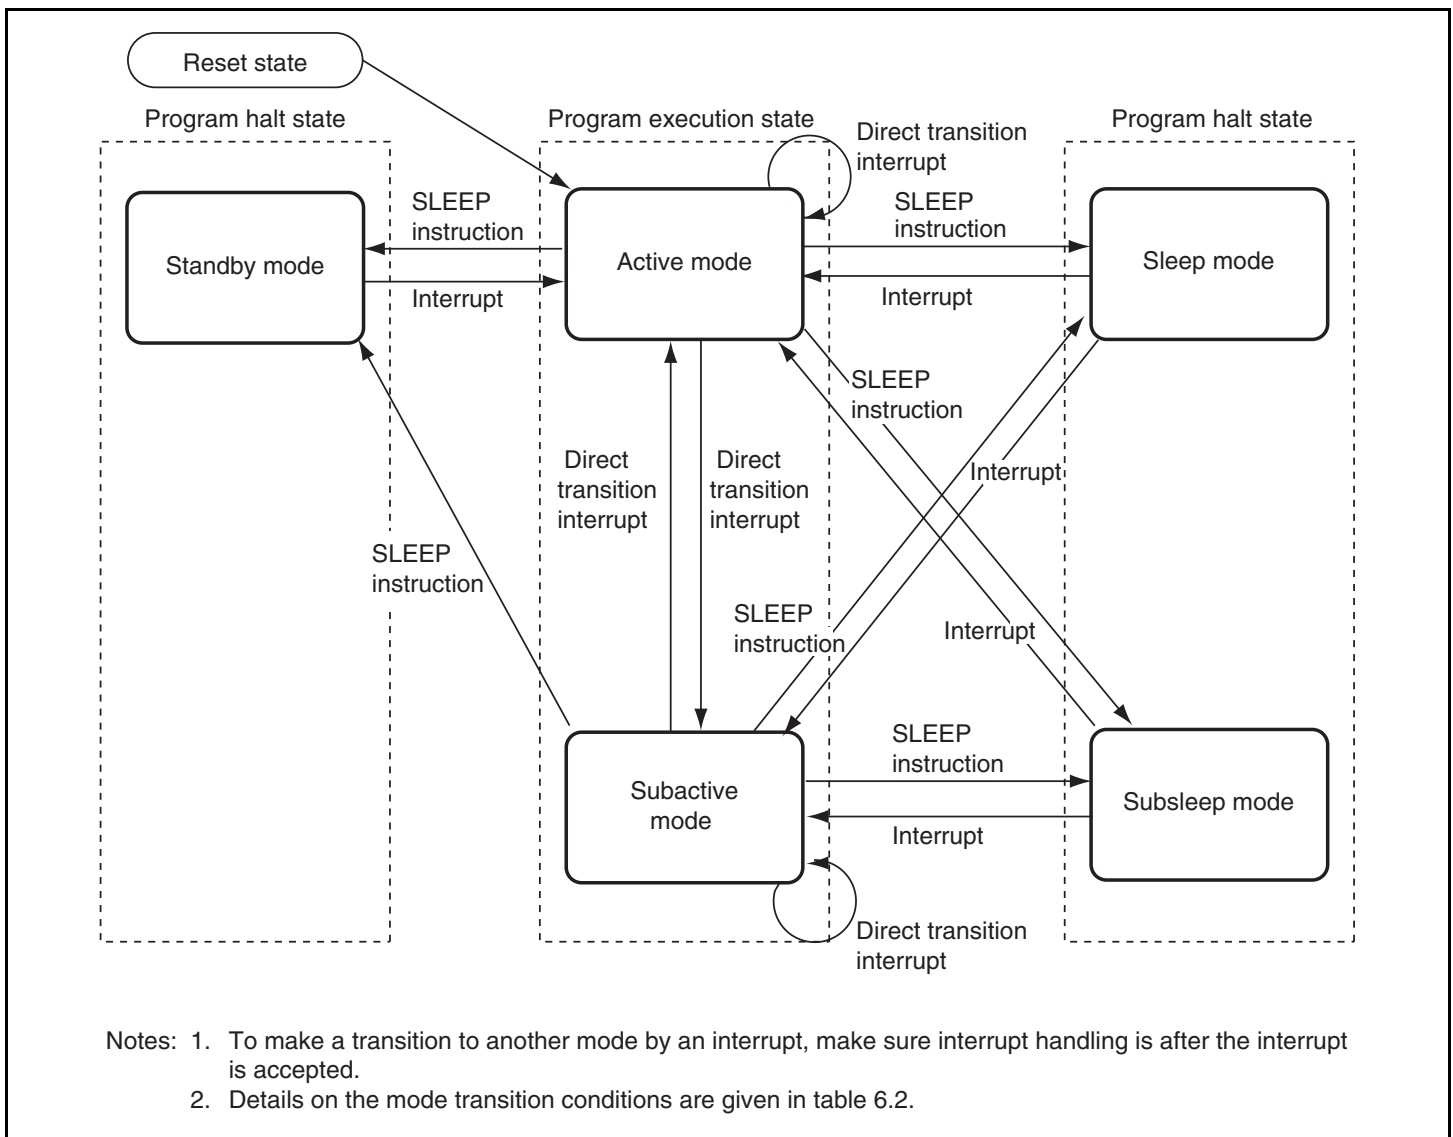 Reset state
Program halt state
Program execution state
Program halt state
Direct transition
interrupt
SLEEP
instruction
SLEEP
instruction
Standby mode
Active mode
Sleep mode
Interrupt
Interrupt
SLEEP
instruction
Direct
transition
interrupt
Direct
transition
interrupt
Interrupt
SLEEP
instruction
SLEEP
instruction
Interrupt
SLEEP
instruction
Subactive
mode
Subsleep mode
Interrupt
Direct transition
interrupt
Notes: 1. To make a transition to another mode by an interrupt, make sure interrupt handling is after the interrupt
is accepted.
2. Details on the mode transition conditions are given in table 6.2.